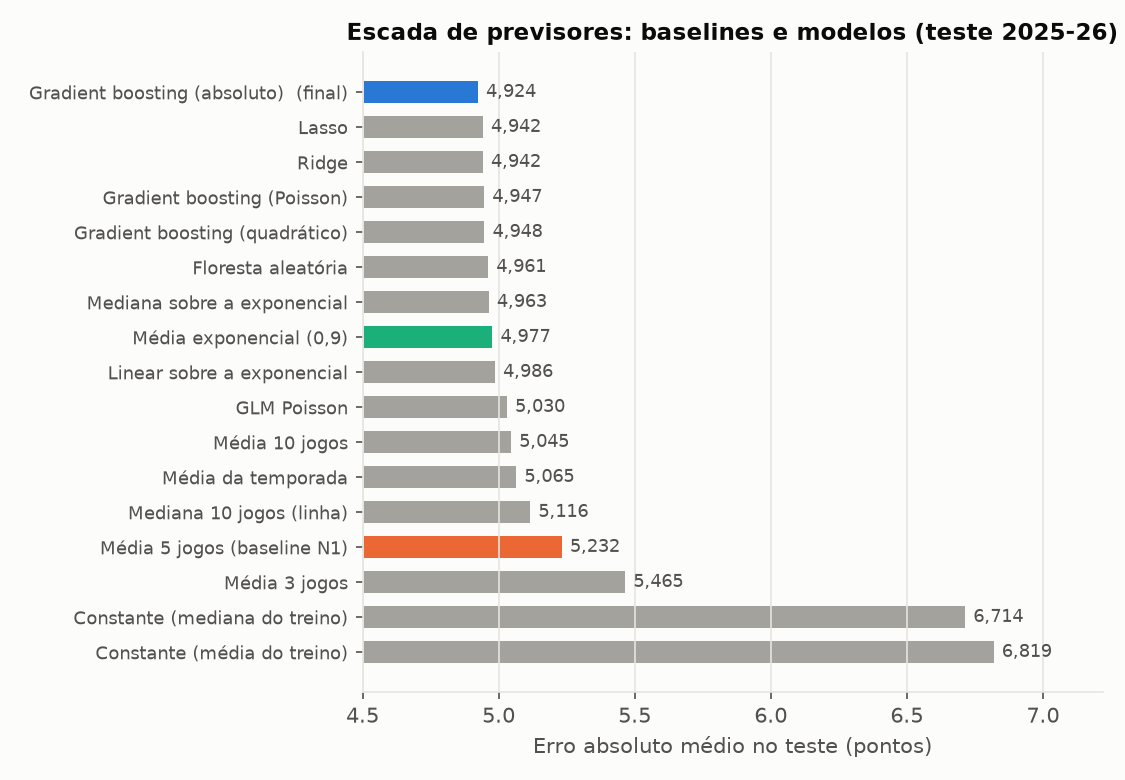 Escada de previsores: baselines e modelos (teste 2025-26)
Gradient boosting (absoluto)  (final) 4,924
Lasso 4,942
Ridge 4,942
Gradient boosting (Poisson) 4,947
Gradient boosting (quadrático) 4,948
Floresta aleatória 4,961
Mediana sobre a exponencial 4,963
Média exponencial (0,9) 4,977
Linear sobre a exponencial 4,986
GLM Poisson 5,030
Média 10 jogos 5,045
Média da temporada 5,065
Mediana 10 jogos (linha) 5,116
Média 5 jogos (baseline N1) 5,232
Média 3 jogos 5,465
Constante (mediana do treino) 6,714
Constante (média do treino) 6,819
4.5 5.0 5.5 6.0 6.5 7.0
Erro absoluto médio no teste (pontos)